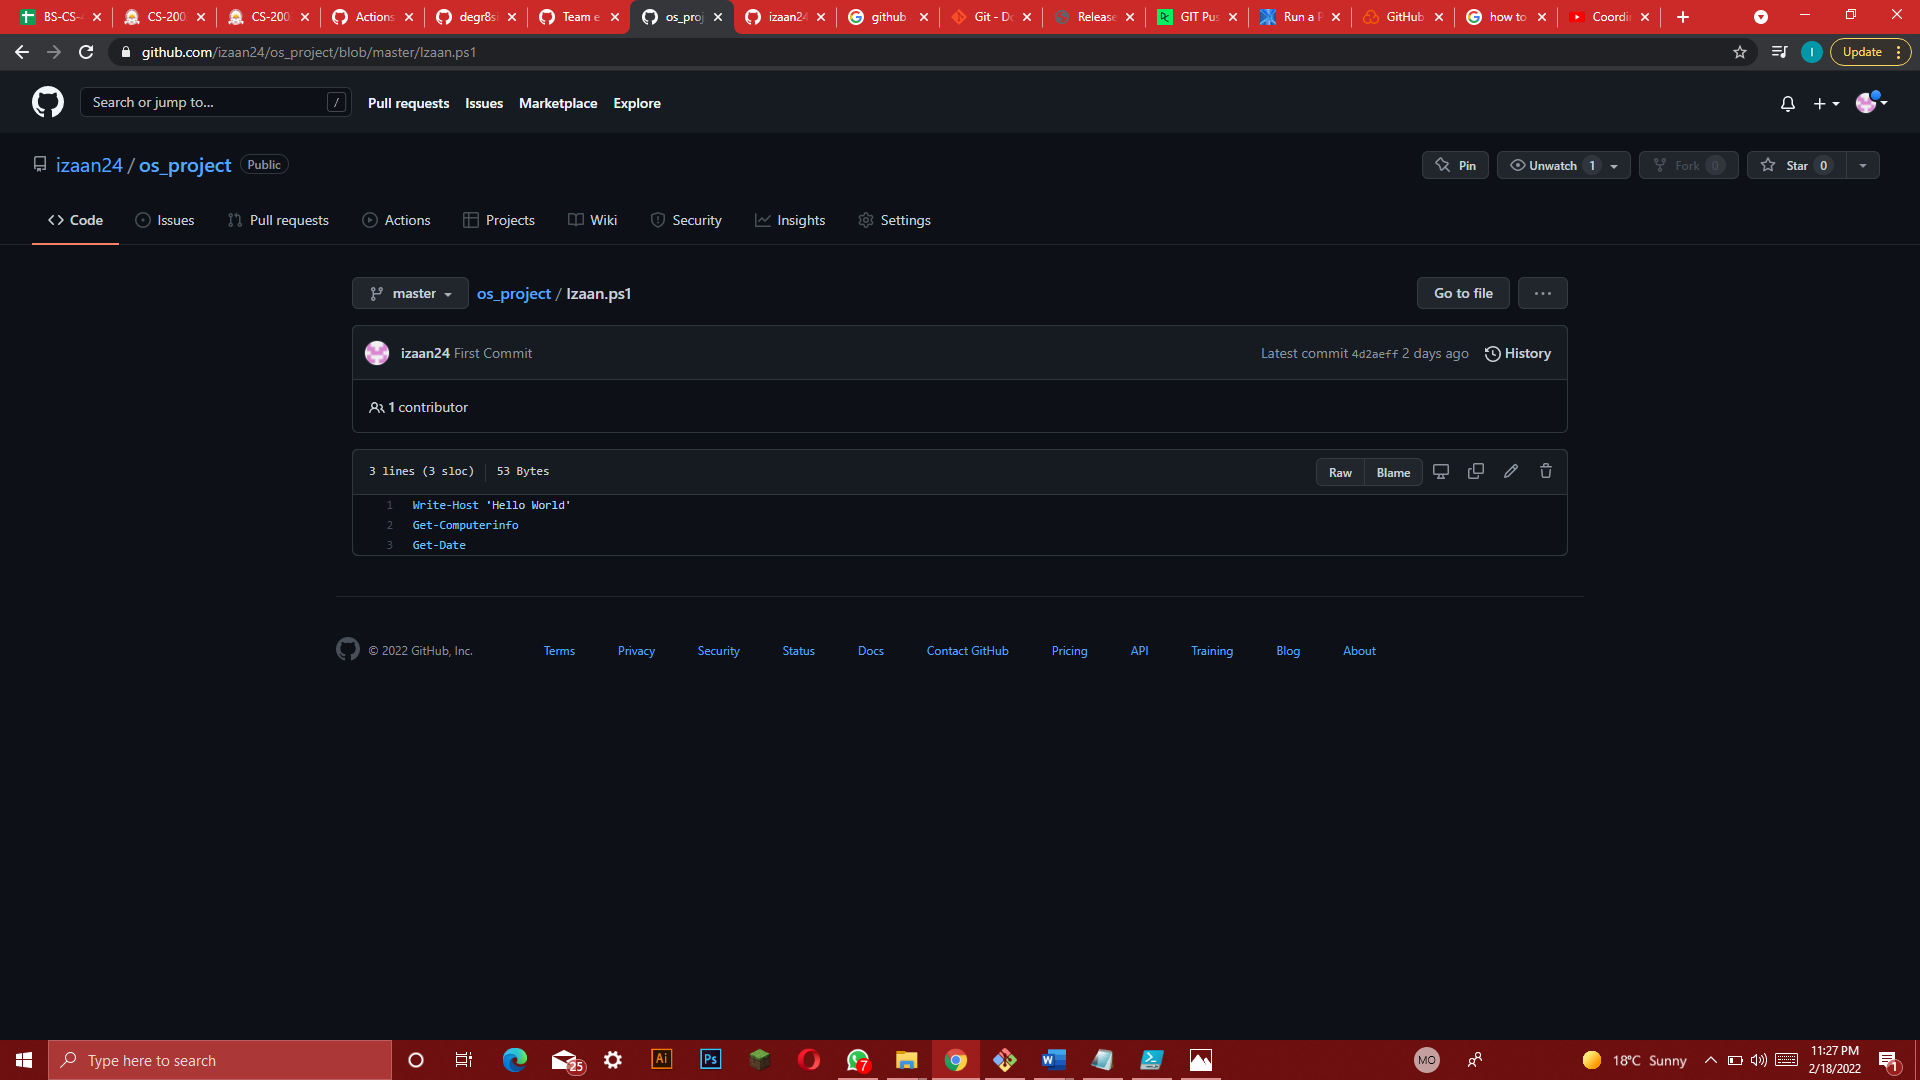 BS-CS-
CS-200
CS-200
Actions
degr8si
Team e
os_proj
izaan24
github
Git - Do
Release
GIT Pus
Run a P
GitHub
how to
Coordin
github.com/izaan24/os_project/blob/master/Izaan.ps1
I
Update
Search or jump to...
/
Pull requests
Issues
Marketplace
Explore
izaan24 / os_project
Public
Pin
Unwatch 1
Fork 0
Star 0
Code
Issues
Pull requests
Actions
Projects
Wiki
Security
Insights
Settings
master
os_project / Izaan.ps1
Go to file
izaan24 First Commit
Latest commit 4d2aeff 2 days ago
History
1 contributor
3 lines (3 sloc)
53 Bytes
Raw
Blame
1 Write-Host 'Hello World'
2 Get-Computerinfo
3 Get-Date
© 2022 GitHub, Inc.
Terms
Privacy
Security
Status
Docs
Contact GitHub
Pricing
API
Training
Blog
About
Type here to search
25
Ai
Ps
7
W
MO
18°C Sunny
11:27 PM
2/18/2022
1